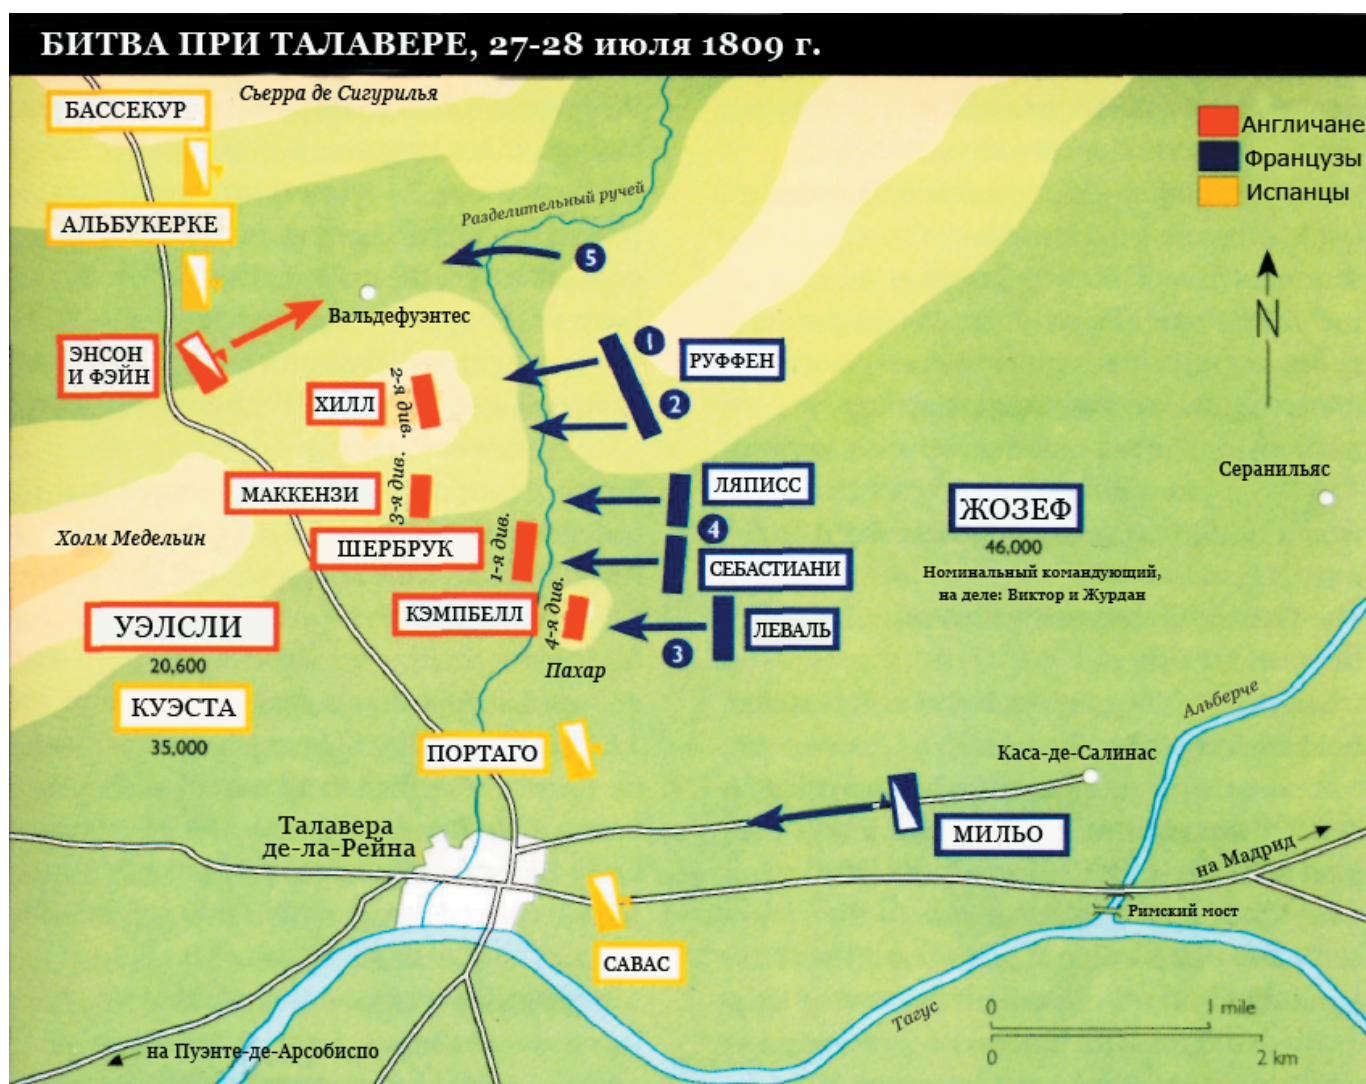 БИТВА ПРИ ТАЛАВЕРЕ, 27-28 июля 1809 г.
Сьерра де Сигурилья
БАССЕКУР
Англичане
Французы
Испанцы
Разделительный ручей
АЛЬБУКЕРКЕ
5
N
Вальдефуэнтес
ЭНСОН
И ФЭЙН
1
РУФФЕН
2-я див.
ХИЛЛ
2
Серанильяс
3-я див.
МАККЕНЗИ
ЛЯПИСС
ЖОЗЕФ
46,000
Номинальный командующий,
на деле: Виктор и Журдан
4
Холм Медельин
1-я див.
ШЕРБРУК
СЕБАСТИАНИ
4-я див.
КЭМПБЕЛЛ
ЛЕВАЛЬ
3
УЭЛСЛИ
20,600
Пахар
КУЭСТА
35,000
Альберче
ПОРТАГО
Каса-де-Салинас
Талавера
де-ла-Рейна
МИЛЬО
на Мадрид
Римский мост
САВАС
Тагус
0
1 mile
0
2 km
на Пуэнте-де-Арсобиспо